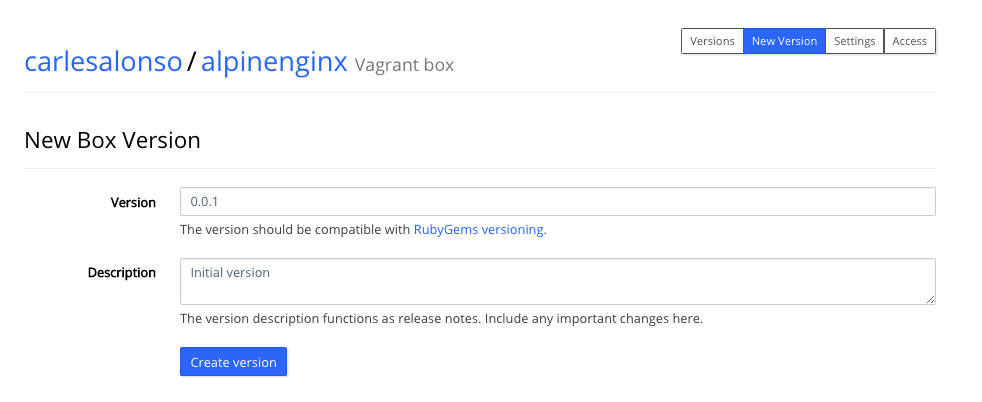 Versions New Version Settings Access
carlesalonso / alpinenginx Vagrant box
New Box Version
Version 0.0.1
The version should be compatible with RubyGems versioning.
Description Initial version
The version description functions as release notes. Include any important changes here.
Create version